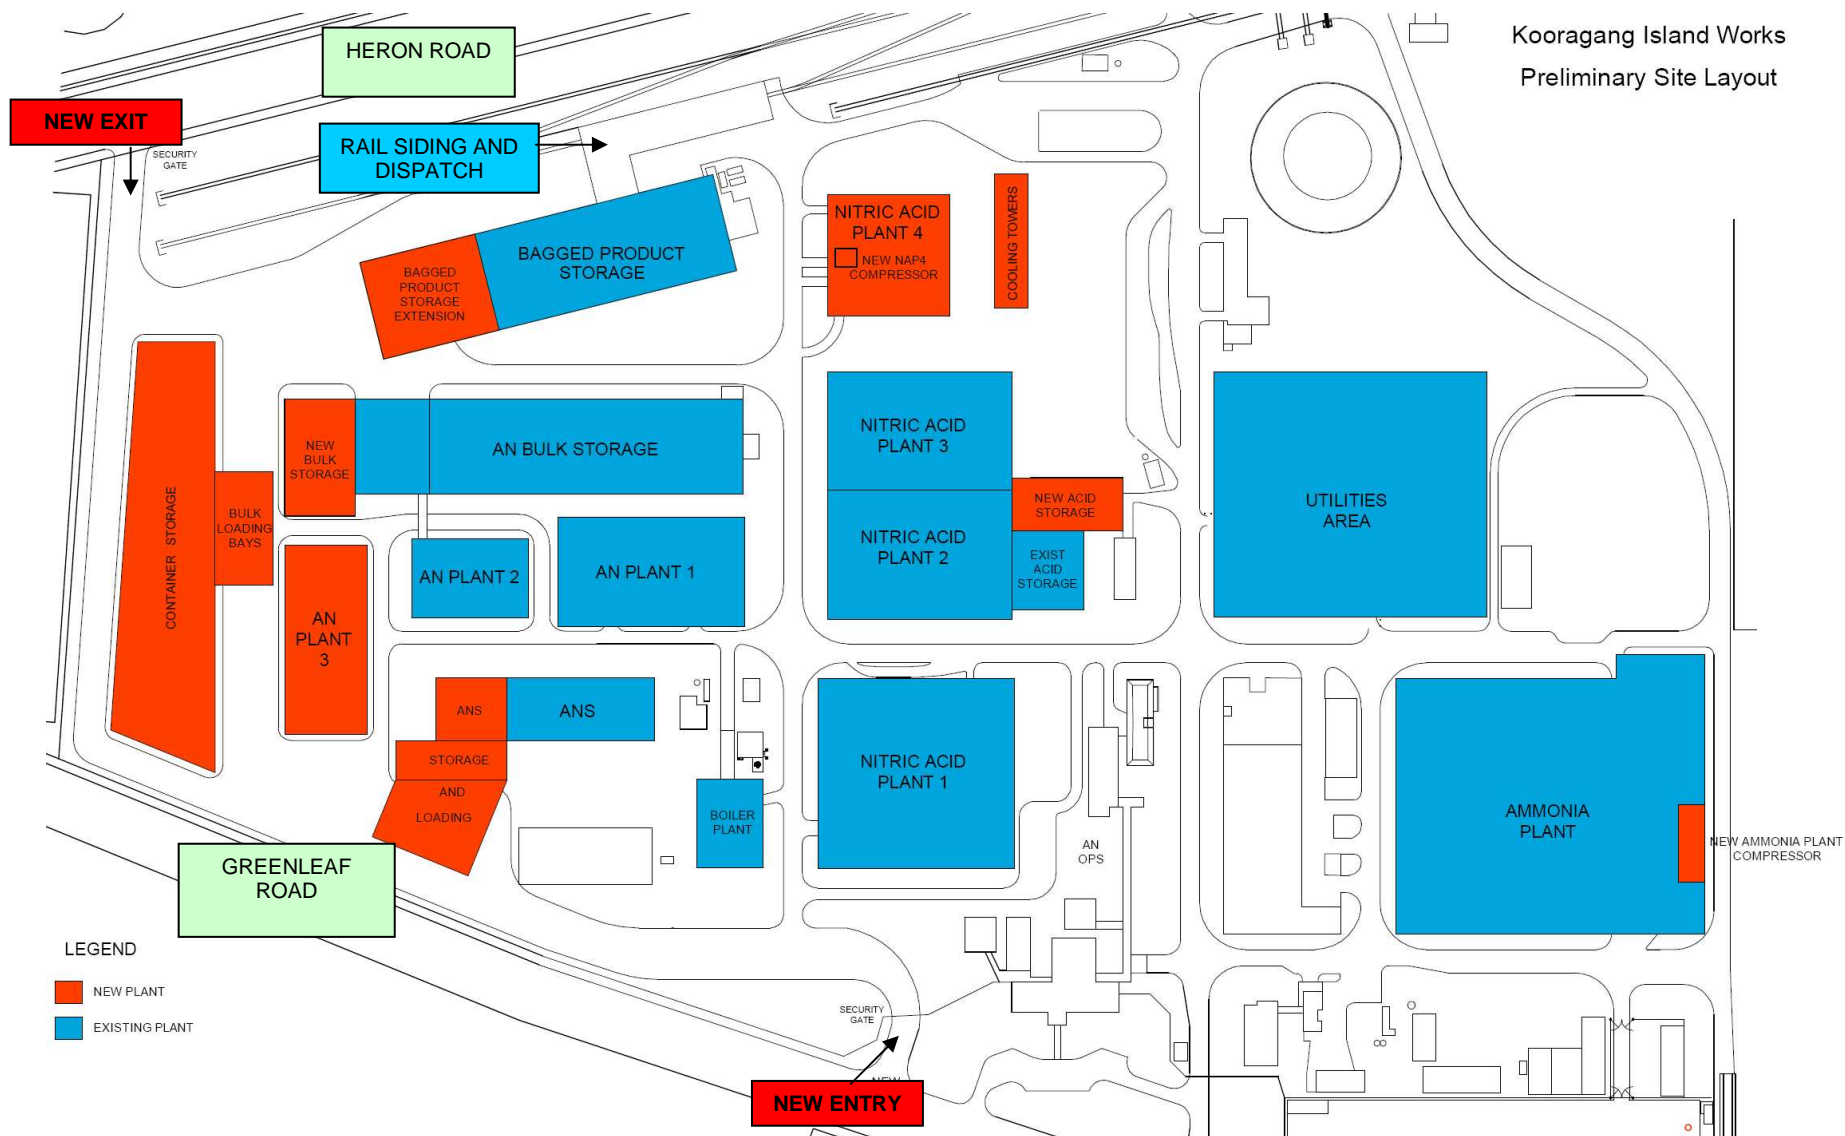 Kooragang Island Works
Preliminary Site Layout
HERON ROAD
NEW EXIT
SECURITY
GATE
RAIL SIDING AND
DISPATCH
BAGGED PRODUCT
STORAGE
BAGGED
PRODUCT
STORAGE
EXTENSION
NITRIC ACID
PLANT 4
NEW NAP4
COMPRESSOR
COOLING TOWERS
CONTAINER STORAGE
BULK
LOADING
BAYS
NEW
BULK
STORAGE
AN BULK STORAGE
NITRIC ACID
PLANT 3
NEW ACID
STORAGE
UTILITIES
AREA
NITRIC ACID
PLANT 2
EXIST
ACID
STORAGE
AN PLANT 2
AN PLANT 1
AN
PLANT
3
ANS
ANS
STORAGE
AND
LOADING
BOILER
PLANT
NITRIC ACID
PLANT 1
AN
OPS
AMMONIA
PLANT
NEW AMMONIA PLANT
COMPRESSOR
GREENLEAF
ROAD
LEGEND
NEW PLANT
EXISTING PLANT
SECURITY
GATE
NEW
NEW ENTRY